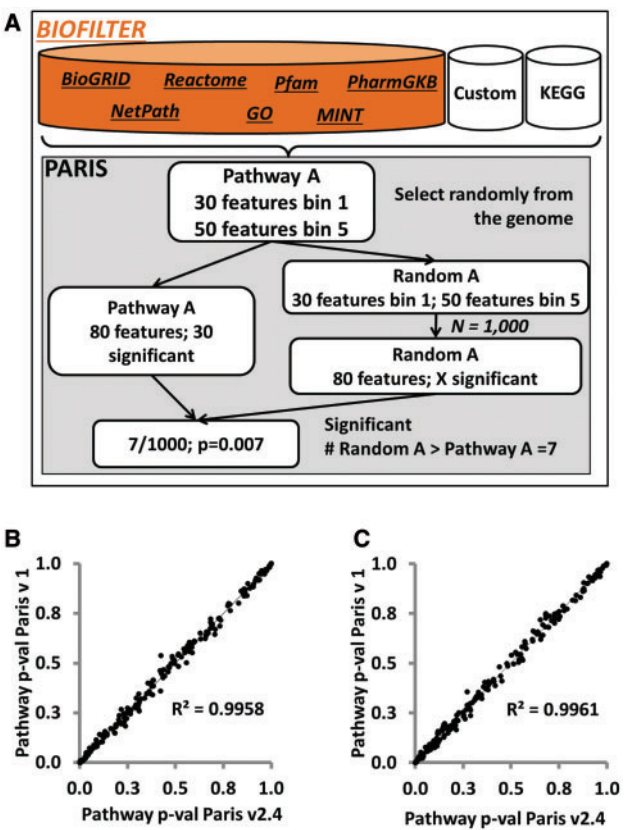 A
BIOFILTER
BioGRID Reactome Pfam PharmGKB
NetPath GO MINT
Custom
KEGG
PARIS
Pathway A
30 features bin 1
50 features bin 5
Select randomly from
the genome
Random A
30 features bin 1; 50 features bin 5
Pathway A
80 features; 30
significant
N = 1,000
Random A
80 features; X significant
7/1000; p=0.007
Significant
# Random A > Pathway A =7
B
Pathway p-val Paris v 1
1.0
0.8
0.5
0.3
0.0
R² = 0.9958
0.0 0.3 0.5 0.8 1.0
Pathway p-val Paris v2.4
C
Pathway p-val Paris v 1
1.0
0.8
0.5
0.3
0.0
R² = 0.9961
0.0 0.3 0.5 0.8 1.0
Pathway p-val Paris v2.4